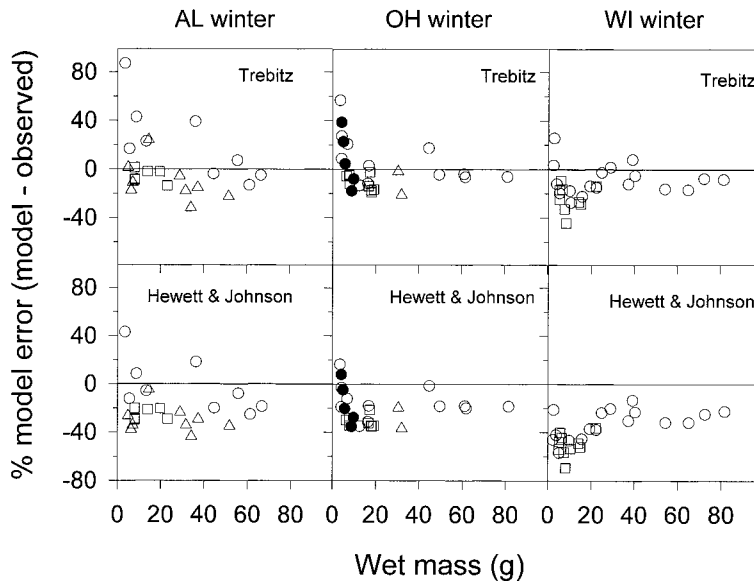 AL winter OH winter WI winter
% model error (model - observed)
80
40
0
-40
Trebitz
Trebitz
Trebitz
40
0
-40
-80
Hewett & Johnson
Hewett & Johnson
Hewett & Johnson
0 20 40 60 80 0 20 40 60 80 0 20 40 60 80
Wet mass (g)